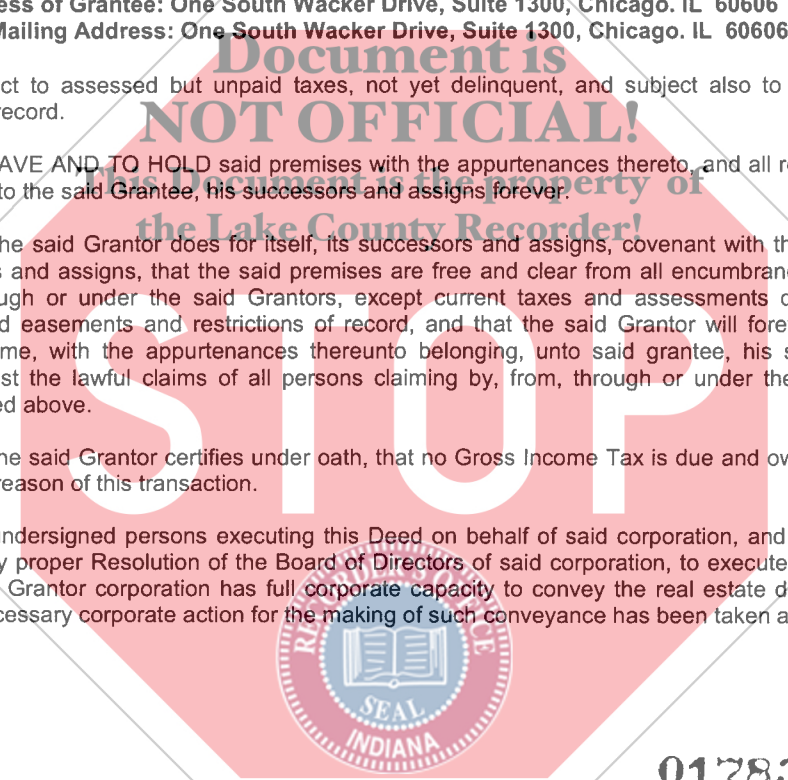 ess of Grantee: One South Wacker Drive, Suite 1300, Chicago. IL 60606
Mailing Address: One South Wacker Drive, Suite 1300, Chicago. IL 60606
Document is
ct to assessed but unpaid taxes, not yet delinquent, and subject also to
record.
NOT OFFICIAL!
AVE AND TO HOLD said premises with the appurtenances thereto, and all r
to the said Grantee, his successors and assigns forever.
This Document is the property of
the Lake County Recorder!
he said Grantor does for itself, its successors and assigns, covenant with th
s and assigns, that the said premises are free and clear from all encumbran
ugh or under the said Grantors, except current taxes and assessments
d easements and restrictions of record, and that the said Grantor will fore
me, with the appurtenances thereunto belonging, unto said grantee, his s
st the lawful claims of all persons claiming by, from, through or under the
ed above.
STOP
he said Grantor certifies under oath, that no Gross Income Tax is due and ow
reason of this transaction.
ndersigned persons executing this Deed on behalf of said corporation, and
y proper Resolution of the Board of Directors of said corporation, to execute
Grantor corporation has full corporate capacity to convey the real estate d
cessary corporate action for the making of such conveyance has been taken a
RECORDER'S OFFICE
SEAL
INDIANA
0178